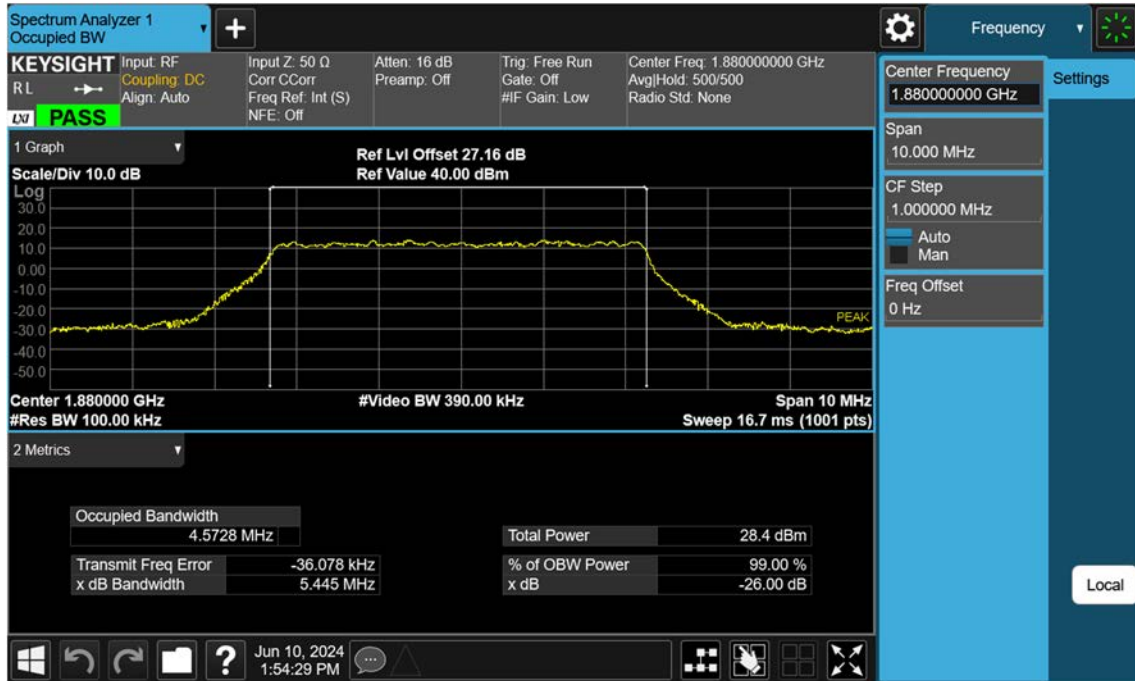 Spectrum Analyzer 1
Occupied BW
Frequency
KEYSIGHT
R L
LXI
PASS
Input: RF
Coupling: DC
Align: Auto
Input Z: 50 Ω
Corr CCorr
Freq Ref: Int (S)
NFE: Off
Atten: 16 dB
Preamp: Off
Trig: Free Run
Gate: Off
#IF Gain: Low
Center Freq: 1.880000000 GHz
Avg|Hold: 500/500
Radio Std: None
Center Frequency
1.880000000 GHz
Settings
Span
10.000 MHz
CF Step
1.000000 MHz
Auto
Man
Freq Offset
0 Hz
Local
1 Graph
Scale/Div 10.0 dB
Ref Lvl Offset 27.16 dB
Ref Value 40.00 dBm
Log
30.0
20.0
10.0
0.00
-10.0
-20.0
-30.0
-40.0
-50.0
PEAK
Center 1.880000 GHz
#Video BW 390.00 kHz
Span 10 MHz
#Res BW 100.00 kHz
Sweep 16.7 ms (1001 pts)
2 Metrics
Occupied Bandwidth
4.5728 MHz
Total Power 28.4 dBm
Transmit Freq Error -36.078 kHz
% of OBW Power 99.00 %
x dB Bandwidth 5.445 MHz
x dB -26.00 dB
?
Jun 10, 2024
1:54:29 PM